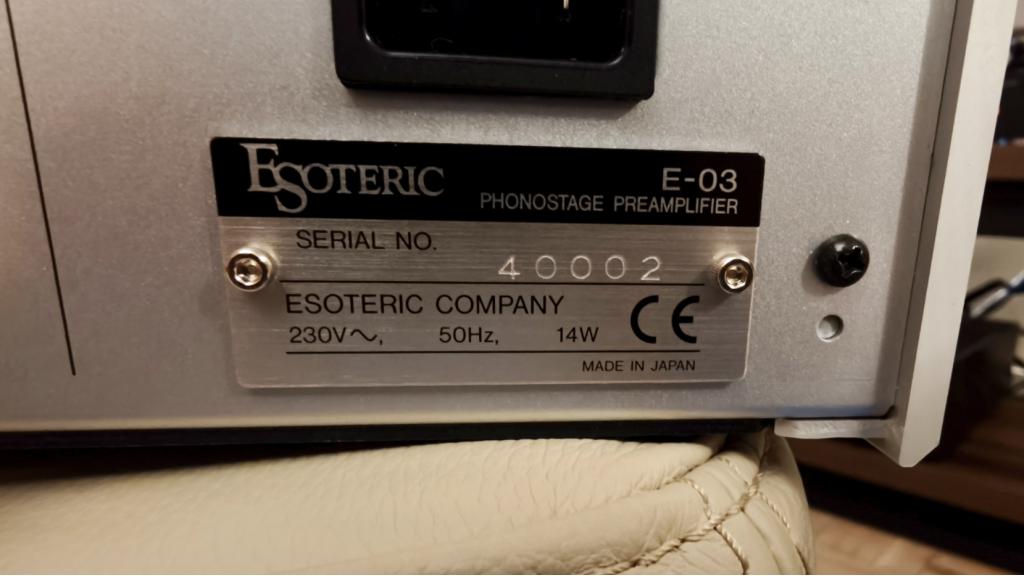 ESOTERIC
E-03
PHONOSTAGE PREAMPLIFIER
SERIAL NO.
40002
ESOTERIC COMPANY
230V～, 50Hz, 14W
CE
MADE IN JAPAN